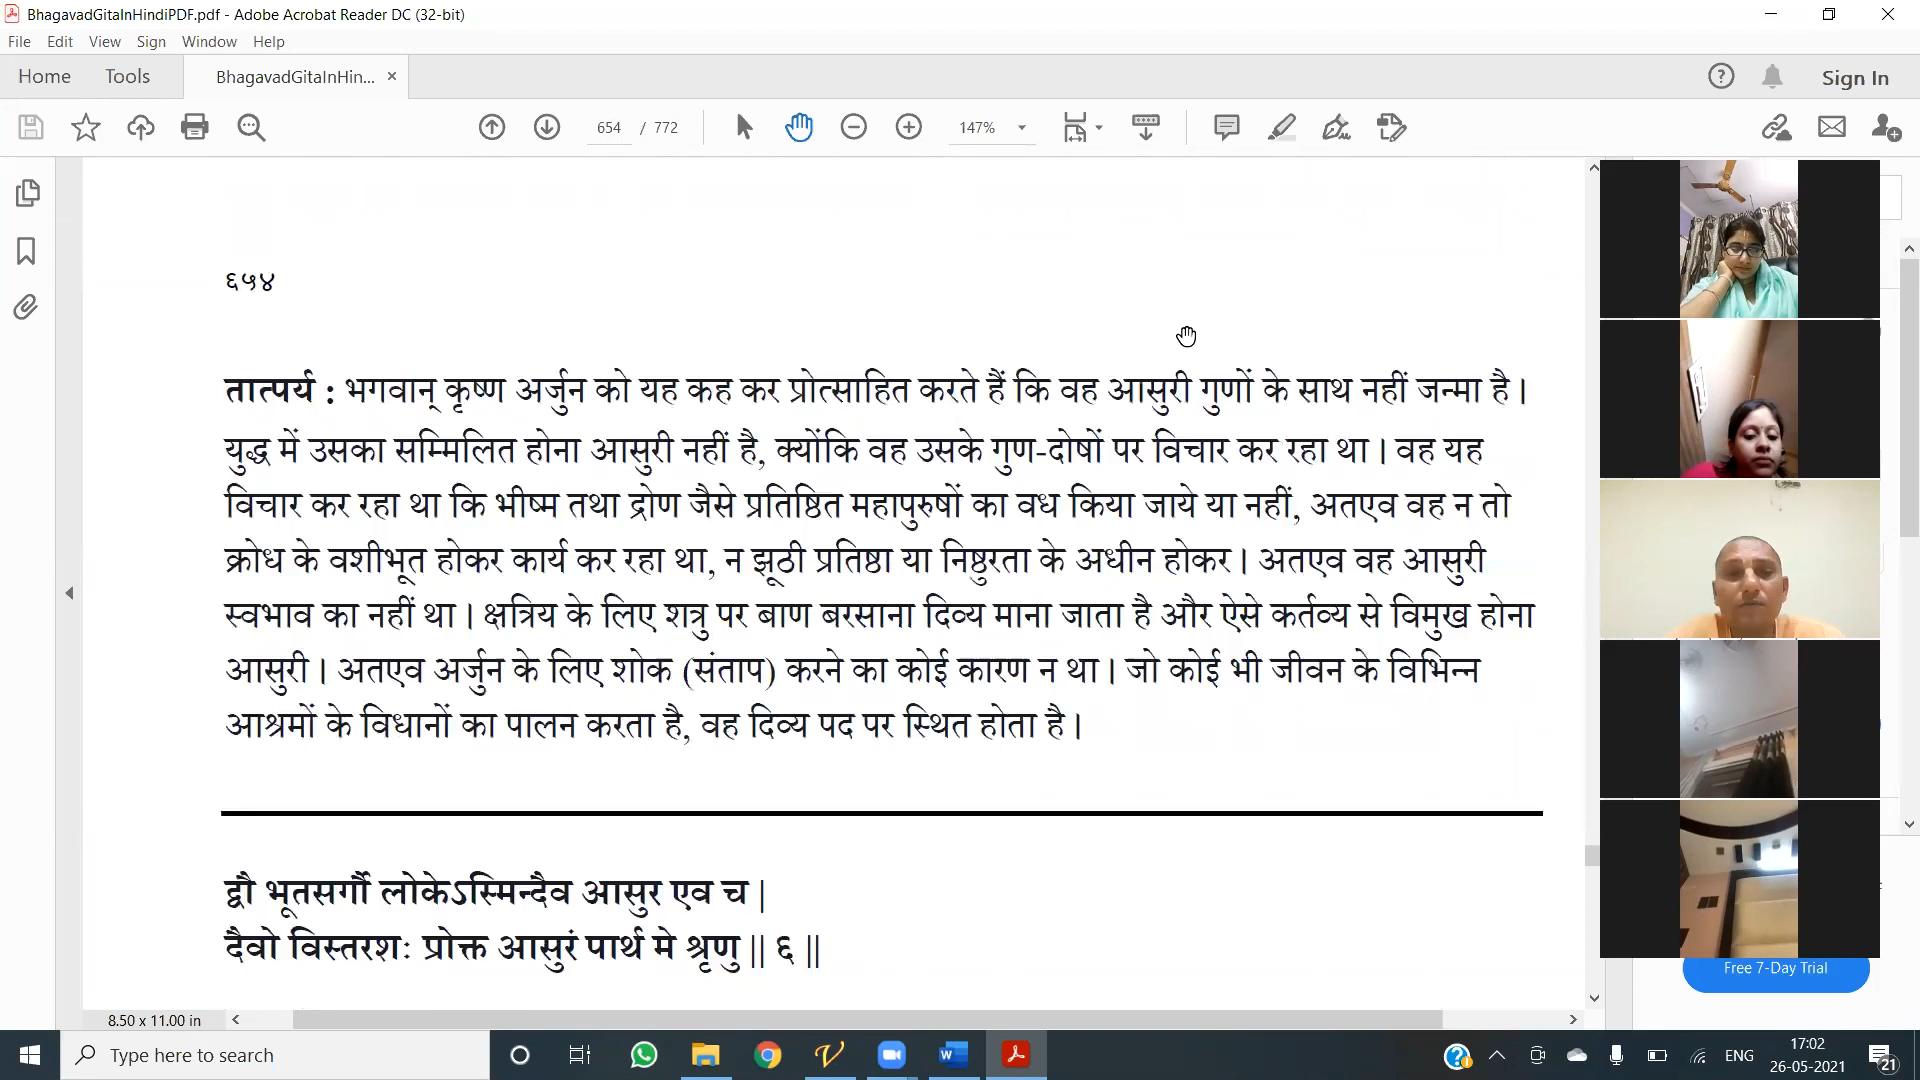 BhagavadGitaInHindiPDF.pdf - Adobe Acrobat Reader DC (32-bit)
File Edit View Sign Window Help
Home Tools BhagavadGitaInHin... × Sign In
654 / 772 147%
६५४
तात्पर्य : भगवान् कृष्ण अर्जुन को यह कह कर प्रोत्साहित करते हैं कि वह आसुरी गुणों के साथ नहीं जन्मा है।
युद्ध में उसका सम्मिलित होना आसुरी नहीं है, क्योंकि वह उसके गुण-दोषों पर विचार कर रहा था। वह यह
विचार कर रहा था कि भीष्म तथा द्रोण जैसे प्रतिष्ठित महापुरुषों का वध किया जाये या नहीं, अतएव वह न तो
क्रोध के वशीभूत होकर कार्य कर रहा था, न झूठी प्रतिष्ठा या निष्ठुरता के अधीन होकर। अतएव वह आसुरी
स्वभाव का नहीं था। क्षत्रिय के लिए शत्रु पर बाण बरसाना दिव्य माना जाता है और ऐसे कर्तव्य से विमुख होना
आसुरी। अतएव अर्जुन के लिए शोक (संताप) करने का कोई कारण न था। जो कोई भी जीवन के विभिन्न
आश्रमों के विधानों का पालन करता है, वह दिव्य पद पर स्थित होता है।
द्वौ भूतसर्गौ लोकेऽस्मिन्दैव आसुर एव च |
दैवो विस्तरशः प्रोक्त आसुरं पार्थ मे श्रृणु || ६ ||
Free 7-Day Trial
8.50 x 11.00 in
Type here to search
ENG
17:02
26-05-2021
21